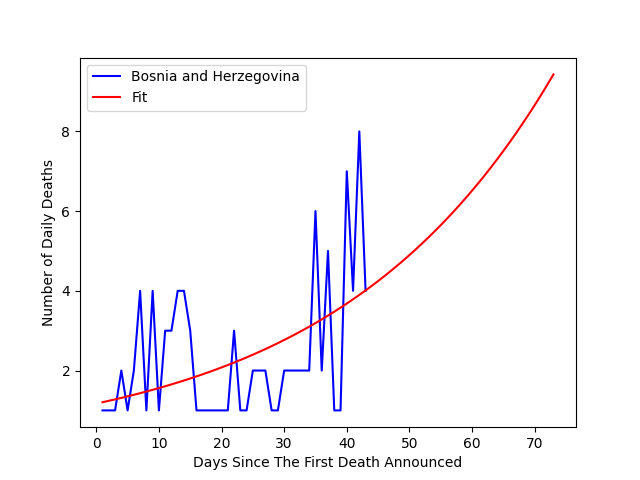 Bosnia and Herzegovina
Fit
8
6
4
2
Number of Daily Deaths
0 10 20 30 40 50 60 70
Days Since The First Death Announced